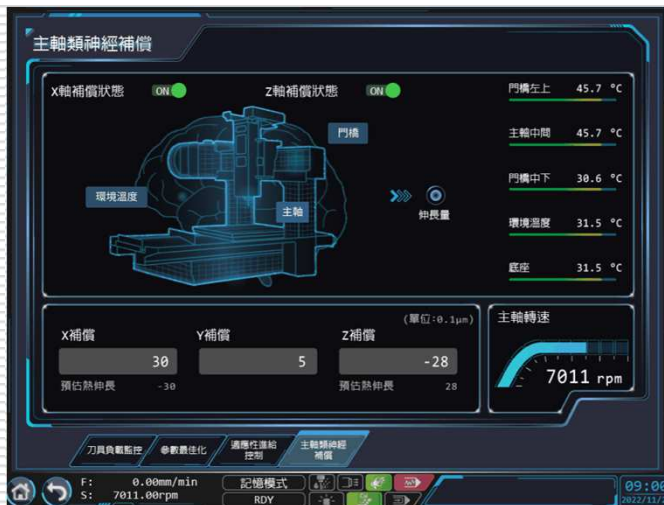 主軸類神經補償
X軸補償狀態 ON
Z軸補償狀態 ON
門橋
環境溫度
主軸
伸長量
門橋左上 45.7 °C
主軸中間 45.7 °C
門橋中下 30.6 °C
環境溫度 31.5 °C
底座 31.5 °C
(單位:0.1μm)
X補償 Y補償 Z補償
30 5 -28
預估熱伸長 -30
預估熱伸長 28
主軸轉速
7011 rpm
刀具負載監控
參數最佳化
適應性進給
控制
主軸類神經
補償
F: 0.00mm/min
S: 7011.00rpm
記憶模式
RDY
09:00